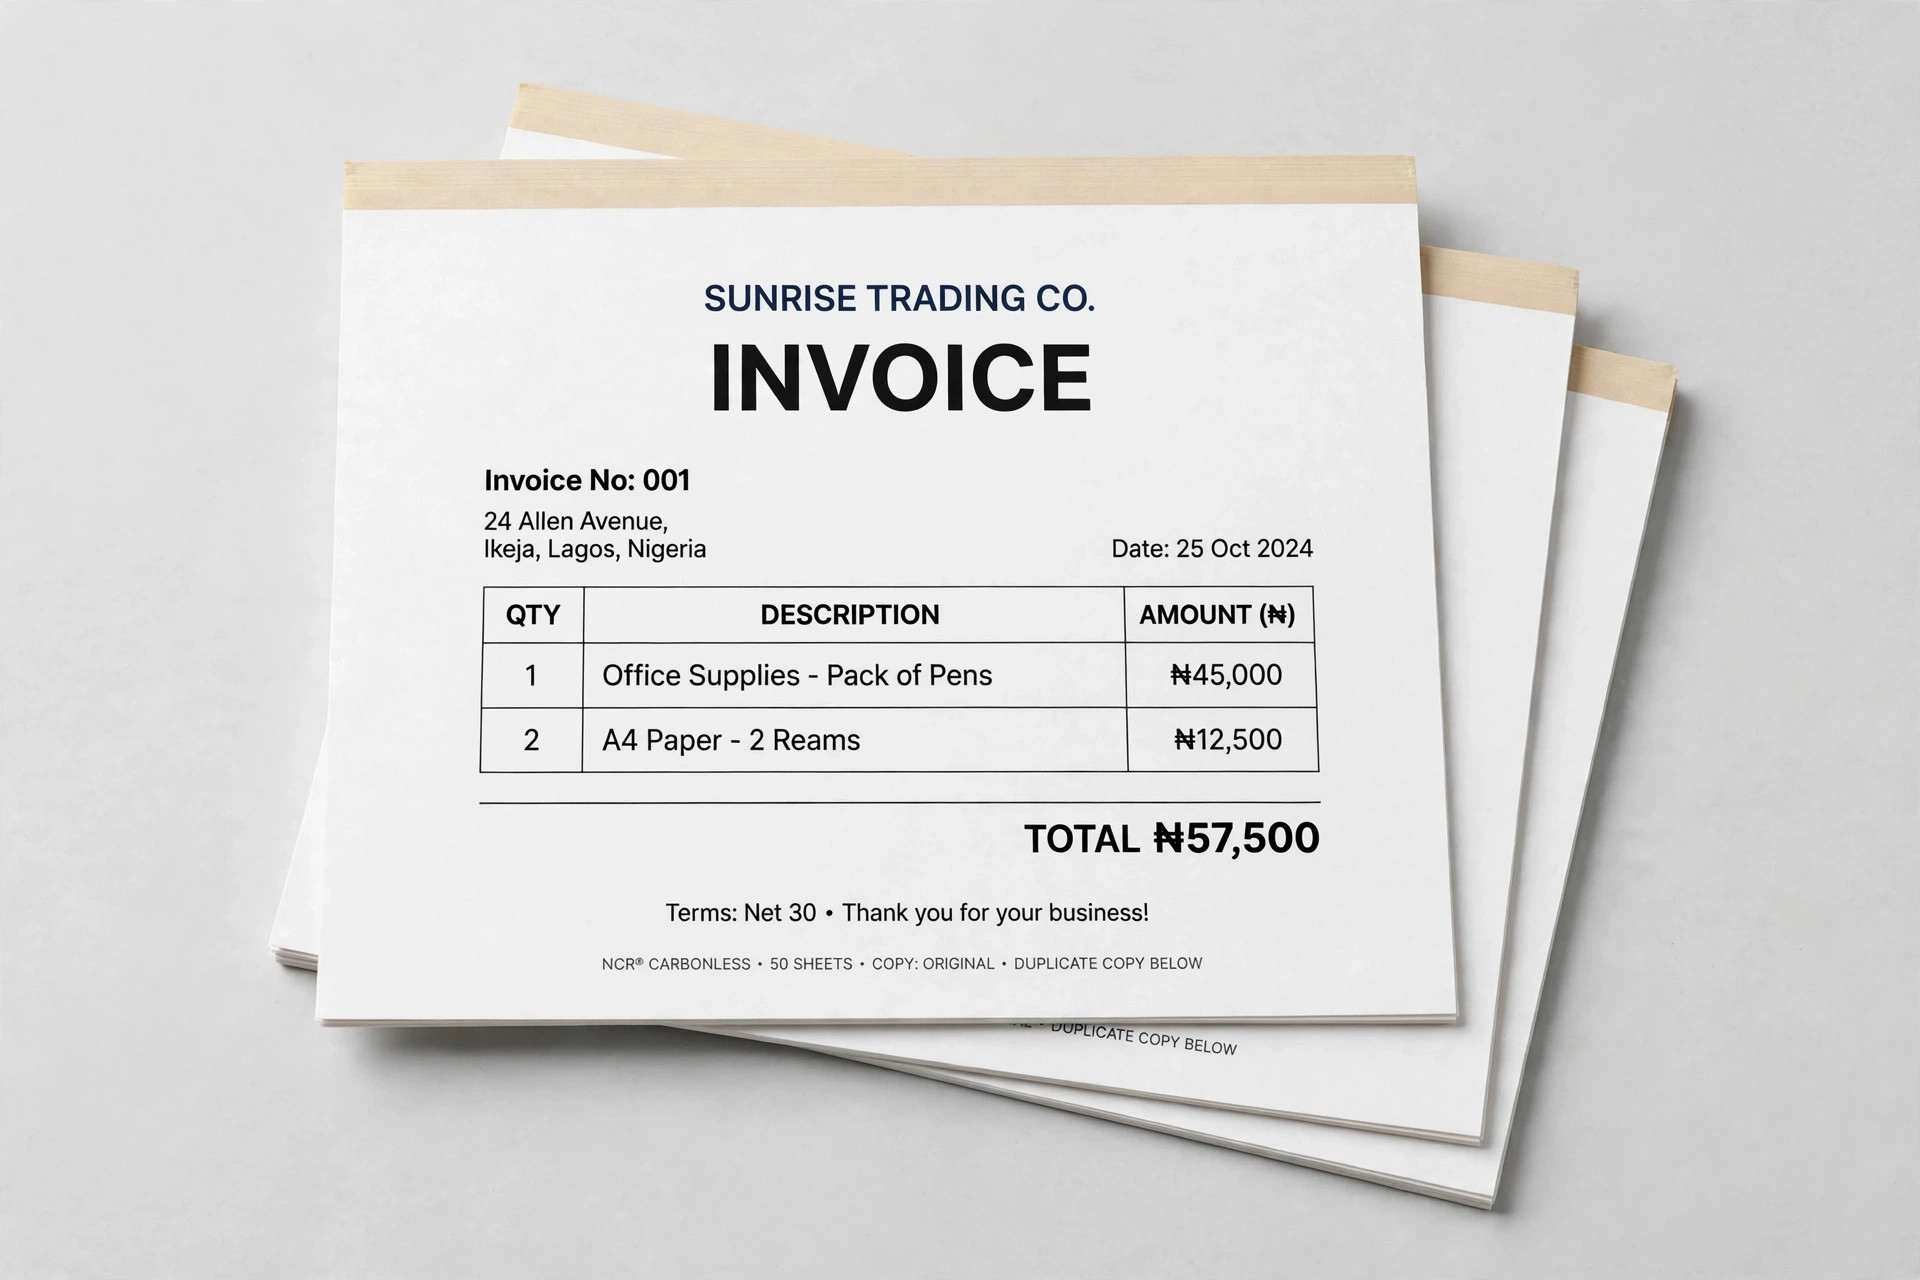 SUNRISE TRADING CO.
INVOICE
Invoice No: 001
24 Allen Avenue,
Ikeja, Lagos, Nigeria
Date: 25 Oct 2024
QTY DESCRIPTION AMOUNT (₦)
1 Office Supplies - Pack of Pens ₦45,000
2 A4 Paper - 2 Reams ₦12,500
TOTAL ₦57,500
Terms: Net 30 • Thank you for your business!
NCR® CARBONLESS • 50 SHEETS • COPY: ORIGINAL • DUPLICATE COPY BELOW
• DUPLICATE COPY BELOW